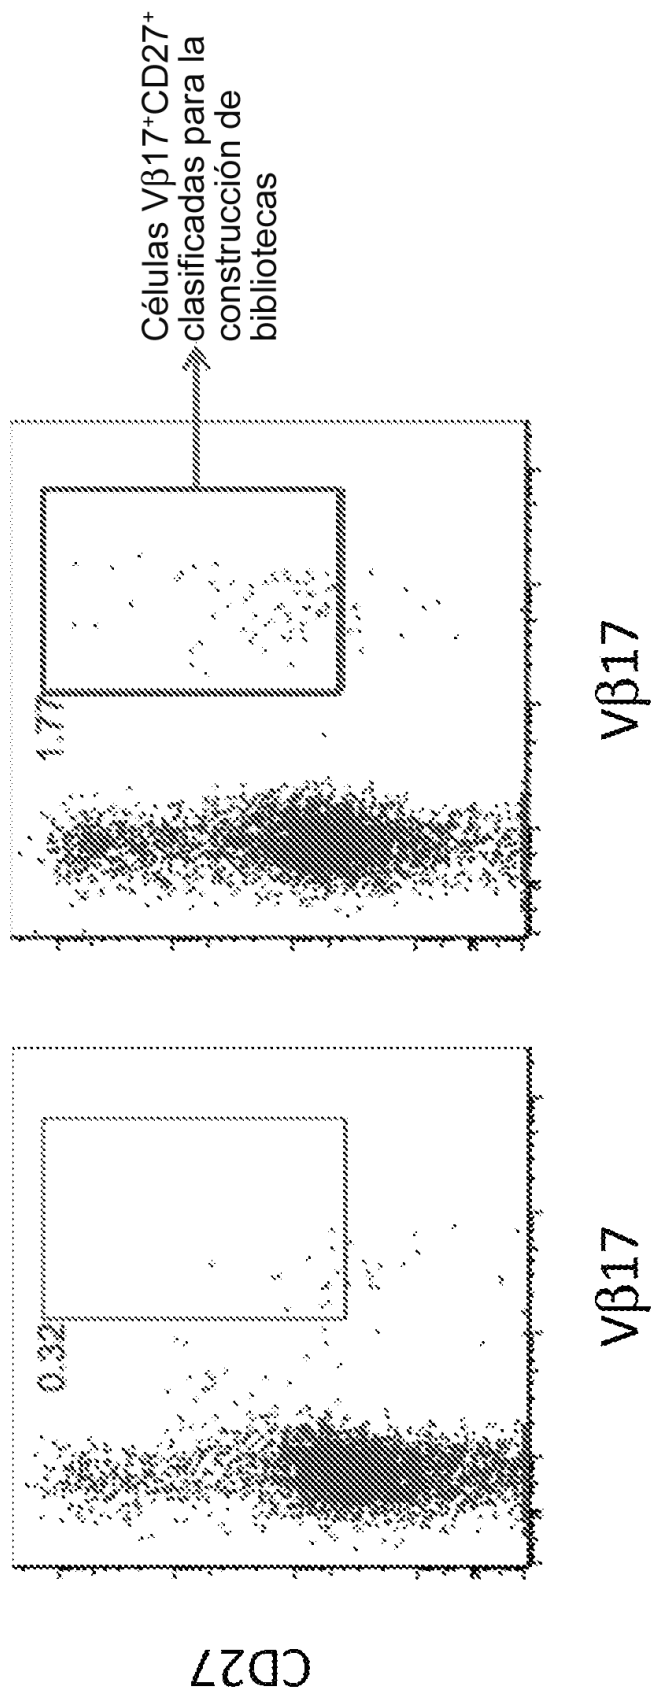 CD27
0.32
Vβ17
1.77
Vβ17
Células Vβ17⁺CD27⁺
clasificadas para la
construcción de
bibliotecas